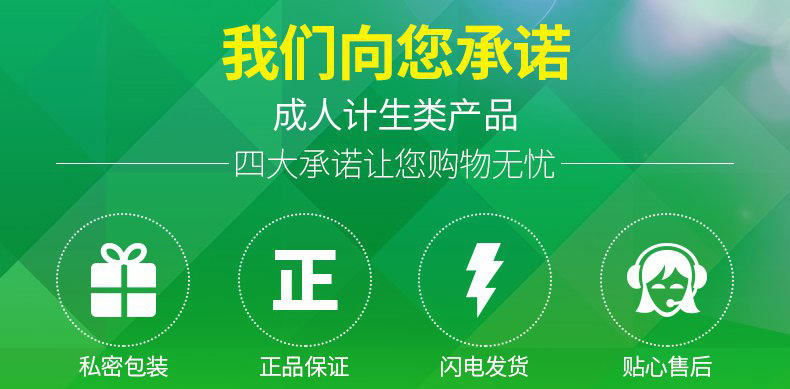 我们向您承诺
成人计生类产品
四大承诺让您购物无忧
正
私密包装
正品保证
闪电发货
贴心售后